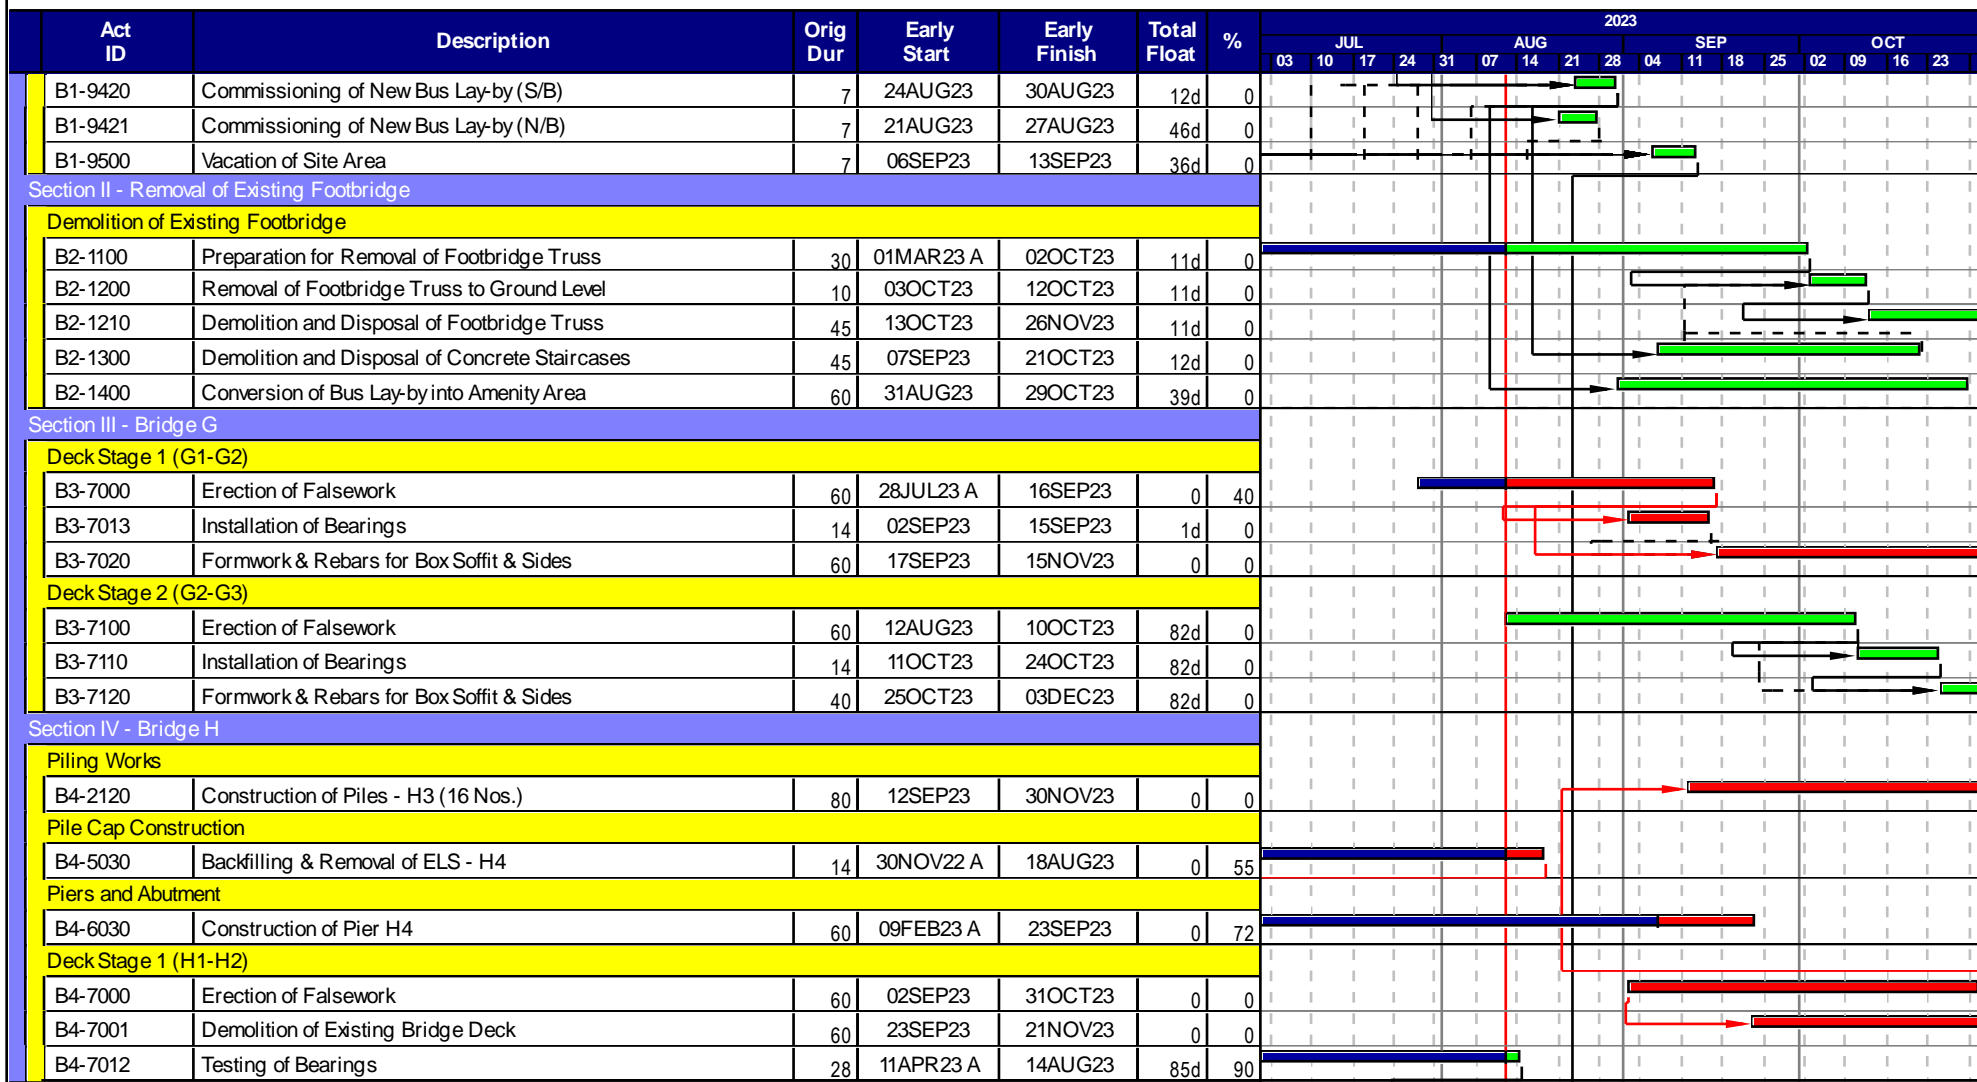 Act ID Description Orig Dur Early Start Early Finish Total Float % 2023
JUL AUG SEP OCT
03 10 17 24 31 07 14 21 28 04 11 18 25 02 09 16 23
B1-9420 Commissioning of New Bus Lay-by (S/B) 7 24AUG23 30AUG23 12d 0
B1-9421 Commissioning of New Bus Lay-by (N/B) 7 21AUG23 27AUG23 46d 0
B1-9500 Vacation of Site Area 7 06SEP23 13SEP23 36d 0
Section II - Removal of Existing Footbridge
Demolition of Existing Footbridge
B2-1100 Preparation for Removal of Footbridge Truss 30 01MAR23 A 02OCT23 11d 0
B2-1200 Removal of Footbridge Truss to Ground Level 10 03OCT23 12OCT23 11d 0
B2-1210 Demolition and Disposal of Footbridge Truss 45 13OCT23 26NOV23 11d 0
B2-1300 Demolition and Disposal of Concrete Staircases 45 07SEP23 21OCT23 12d 0
B2-1400 Conversion of Bus Lay-by into Amenity Area 60 31AUG23 29OCT23 39d 0
Section III - Bridge G
Deck Stage 1 (G1-G2)
B3-7000 Erection of Falsework 60 28JUL23 A 16SEP23 0 40
B3-7013 Installation of Bearings 14 02SEP23 15SEP23 1d 0
B3-7020 Formwork & Rebars for Box Soffit & Sides 60 17SEP23 15NOV23 0 0
Deck Stage 2 (G2-G3)
B3-7100 Erection of Falsework 60 12AUG23 10OCT23 82d 0
B3-7110 Installation of Bearings 14 11OCT23 24OCT23 82d 0
B3-7120 Formwork & Rebars for Box Soffit & Sides 40 25OCT23 03DEC23 82d 0
Section IV - Bridge H
Piling Works
B4-2120 Construction of Piles - H3 (16 Nos.) 80 12SEP23 30NOV23 0 0
Pile Cap Construction
B4-5030 Backfilling & Removal of ELS - H4 14 30NOV22 A 18AUG23 0 55
Piers and Abutment
B4-6030 Construction of Pier H4 60 09FEB23 A 23SEP23 0 72
Deck Stage 1 (H1-H2)
B4-7000 Erection of Falsework 60 02SEP23 31OCT23 0 0
B4-7001 Demolition of Existing Bridge Deck 60 23SEP23 21NOV23 0 0
B4-7012 Testing of Bearings 28 11APR23 A 14AUG23 85d 90